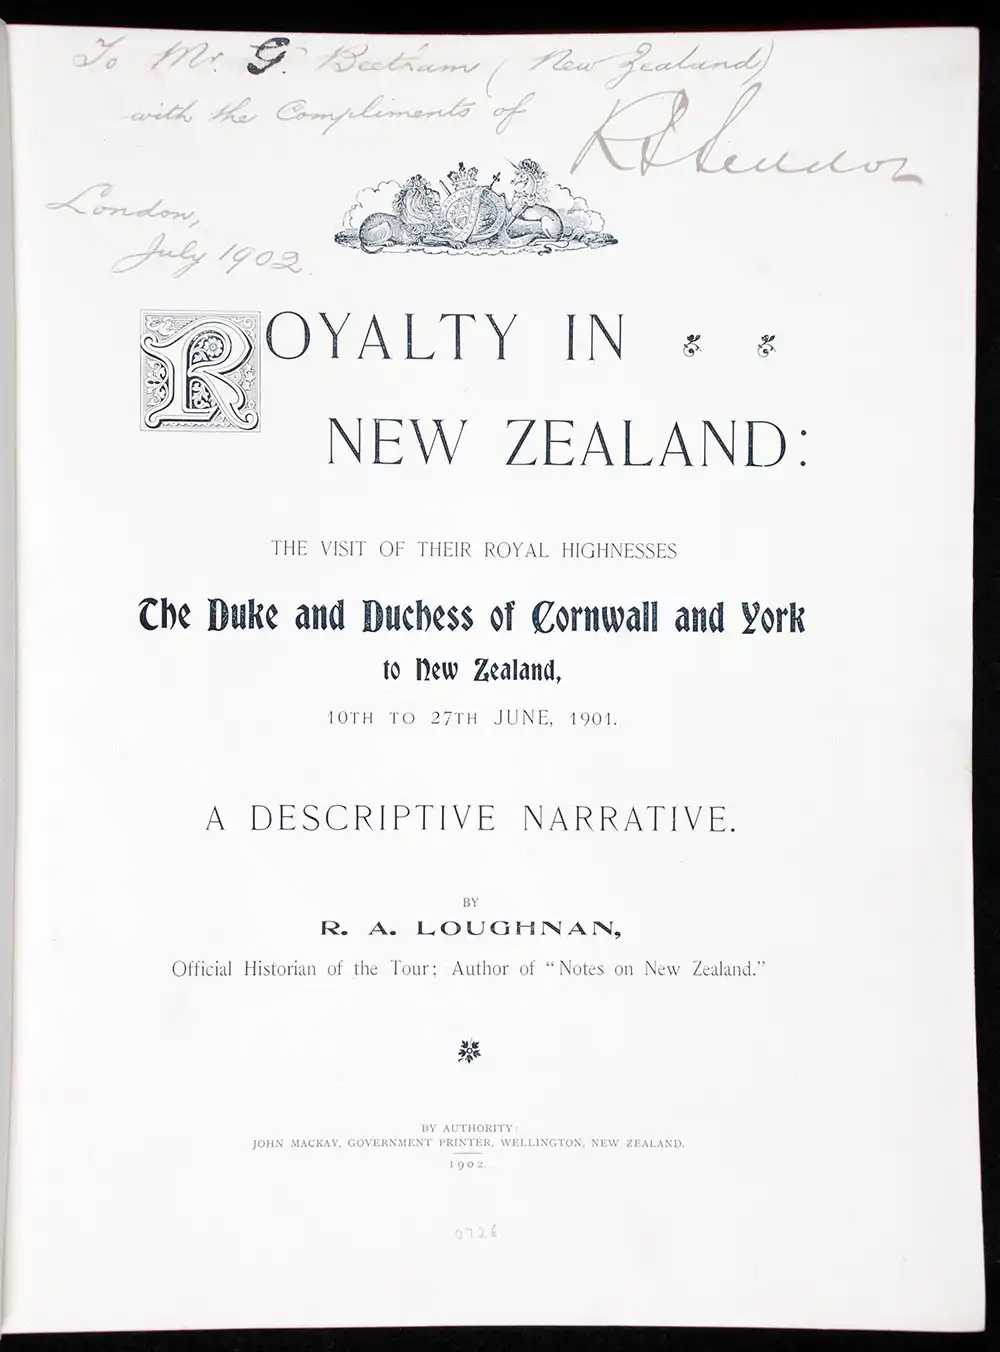 To Mr. G. Beetham (New Zealand)
with the Compliments of
R J Seddon
London,
July 1902.
ROYALTY IN
NEW ZEALAND:
THE VISIT OF THEIR ROYAL HIGHNESSES
The Duke and Duchess of Cornwall and York
to New Zealand,
10TH TO 27TH JUNE, 1901.
A DESCRIPTIVE NARRATIVE.
BY
R. A. LOUGHNAN,
Official Historian of the Tour; Author of "Notes on New Zealand."
BY AUTHORITY:
JOHN MACKAY, GOVERNMENT PRINTER, WELLINGTON, NEW ZEALAND.
1902.
0726